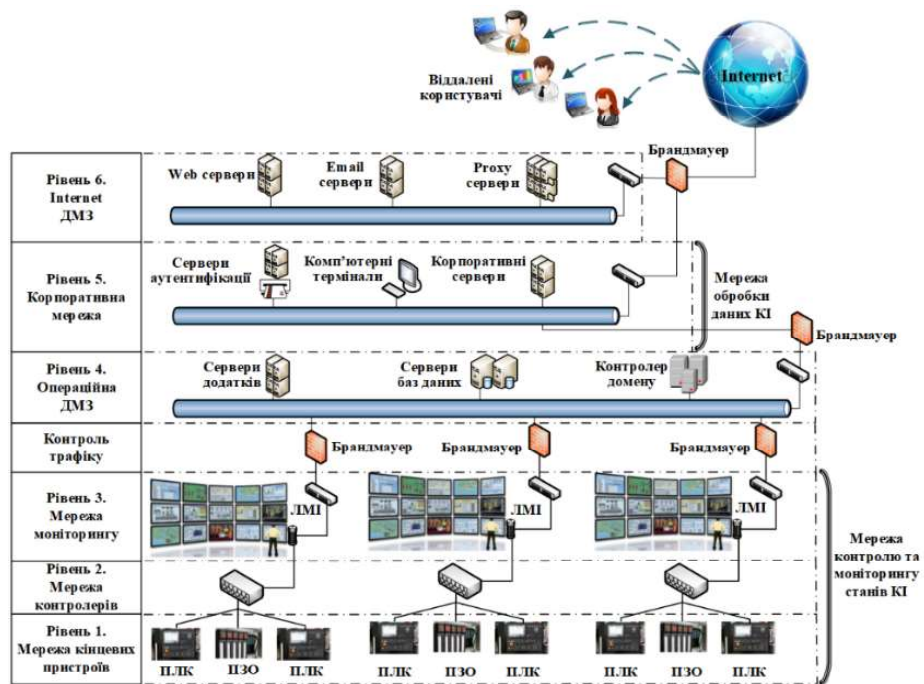 Internet
Віддалені
користувачі
Брандмауер
Рівень 6.
Internet
ДМЗ
Web сервери
Email
сервери
Proxy
сервери
Рівень 5.
Корпоративна
мережа
Сервери
аутентифікації
Комп’ютерні
термінали
Корпоративні
сервери
Мережа
обробки
даних КІ
Брандмауер
Рівень 4.
Операційна
ДМЗ
Сервери
додатків
Сервери
баз даних
Контролер
домену
Контроль
трафіку
Брандмауер
Брандмауер
Брандмауер
Рівень 3.
Мережа
моніторингу
ЛМІ
ЛМІ
ЛМІ
Мережа
контролю та
моніторингу
станів КІ
Рівень 2.
Мережа
контролерів
Рівень 1.
Мережа кінцевих
пристроїв
ПЛК
ПЗО
ПЛК
ПЛК
ПЗО
ПЛК
ПЛК
ПЗО
ПЛК